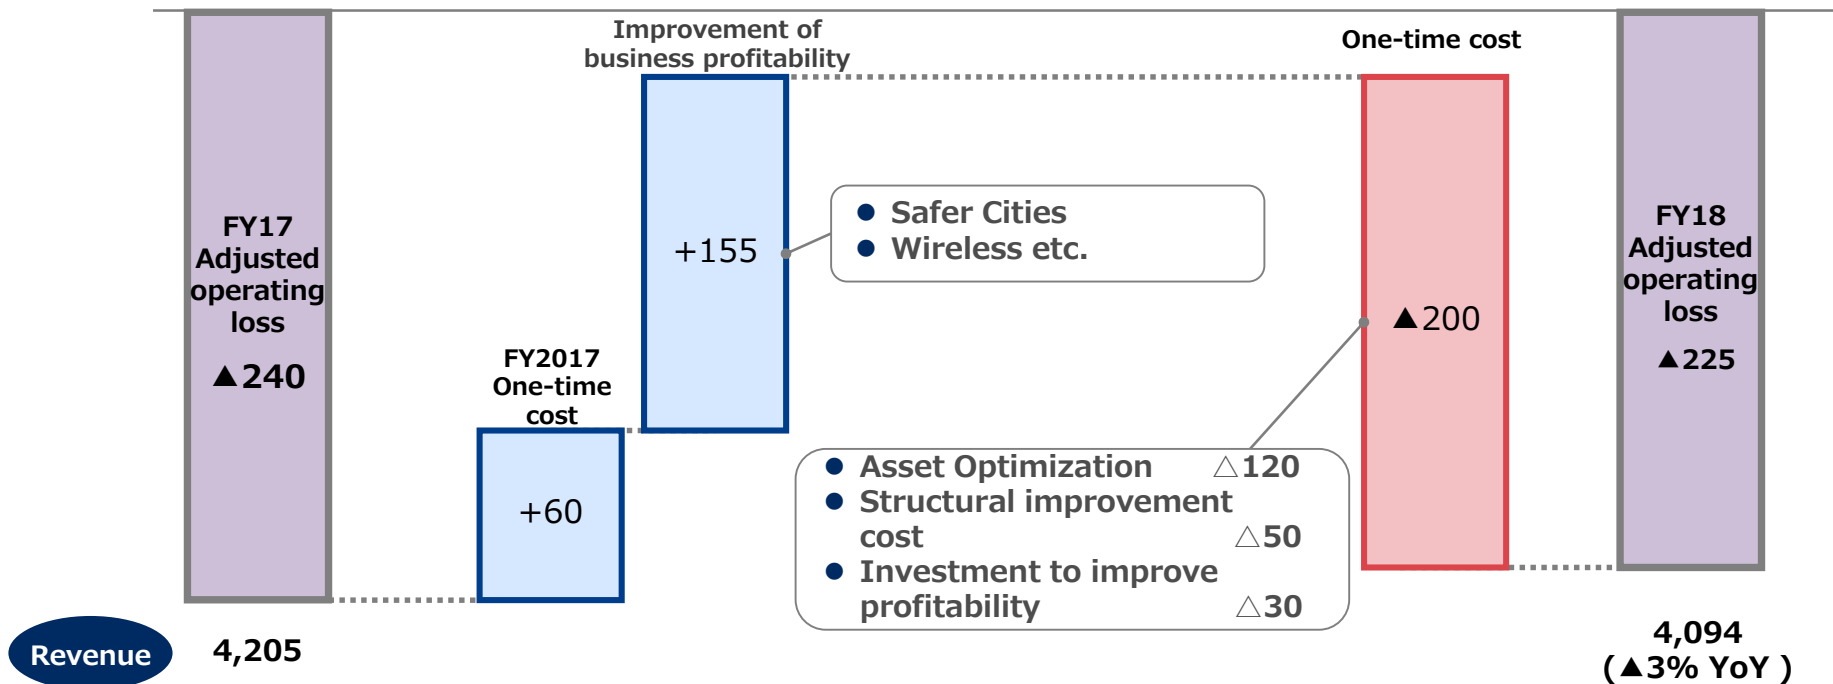 Improvement of
business profitability
One-time cost
FY17
Adjusted
operating
loss
▲240
+155
● Safer Cities
● Wireless etc.
▲200
FY18
Adjusted
operating
loss
▲225
FY2017
One-time
cost
+60
● Asset Optimization △120
● Structural improvement
cost △50
● Investment to improve
profitability △30
Revenue
4,205
4,094
(▲3% YoY )